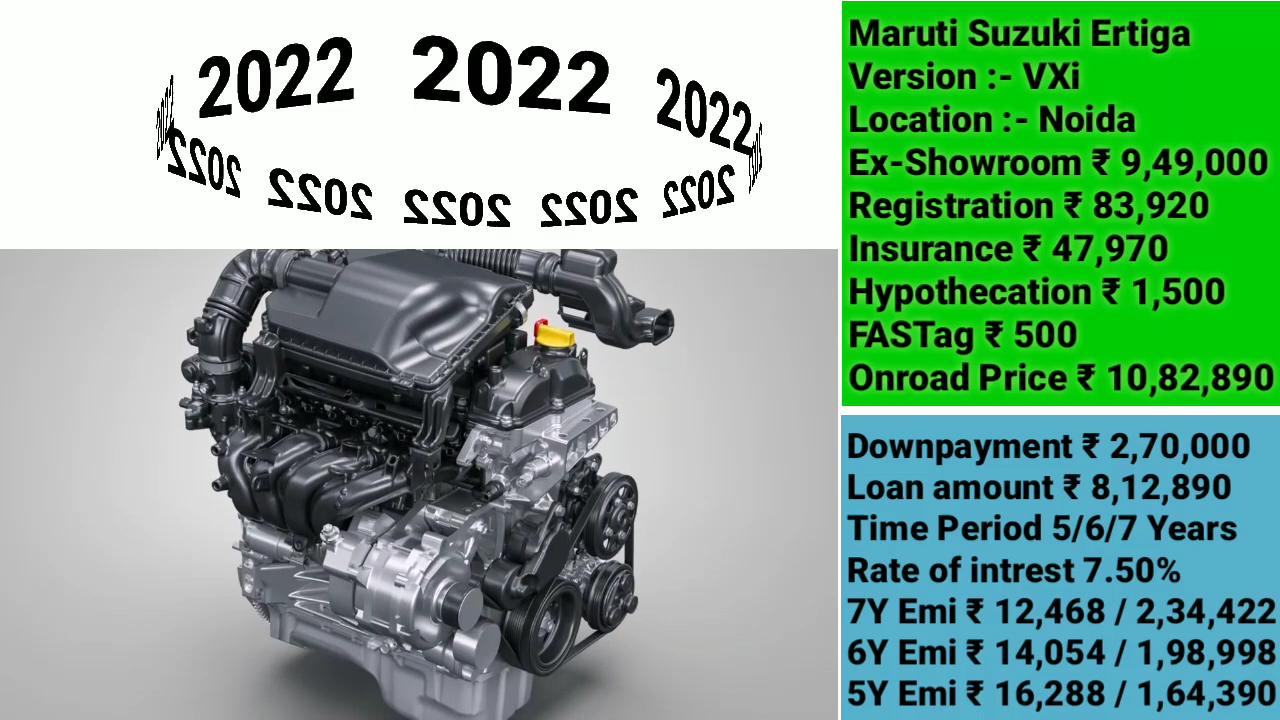 2022 2022 2022
2022 2022 2022 2022 2022
Maruti Suzuki Ertiga
Version :- VXi
Location :- Noida
Ex-Showroom ₹ 9,49,000
Registration ₹ 83,920
Insurance ₹ 47,970
Hypothecation ₹ 1,500
FASTag ₹ 500
Onroad Price ₹ 10,82,890
Downpayment ₹ 2,70,000
Loan amount ₹ 8,12,890
Time Period 5/6/7 Years
Rate of intrest 7.50%
7Y Emi ₹ 12,468 / 2,34,422
6Y Emi ₹ 14,054 / 1,98,998
5Y Emi ₹ 16,288 / 1,64,390